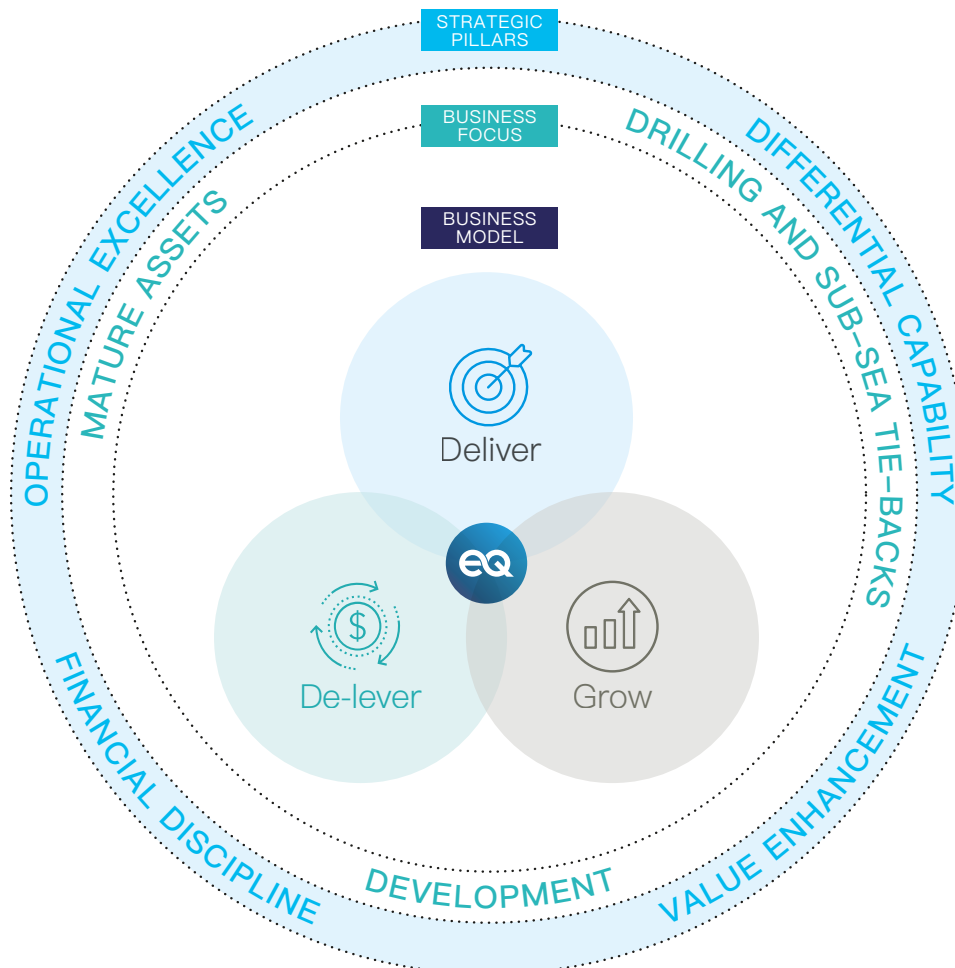 STRATEGIC
PILLARS
OPERATIONAL EXCELLENCE
DIFFERENTIAL CAPABILITY
FINANCIAL DISCIPLINE
VALUE ENHANCEMENT
BUSINESS
FOCUS
MATURE ASSETS
DRILLING AND SUB-SEA TIE-BACKS
DEVELOPMENT
BUSINESS
MODEL
Deliver
eQ
$
De-lever
Grow